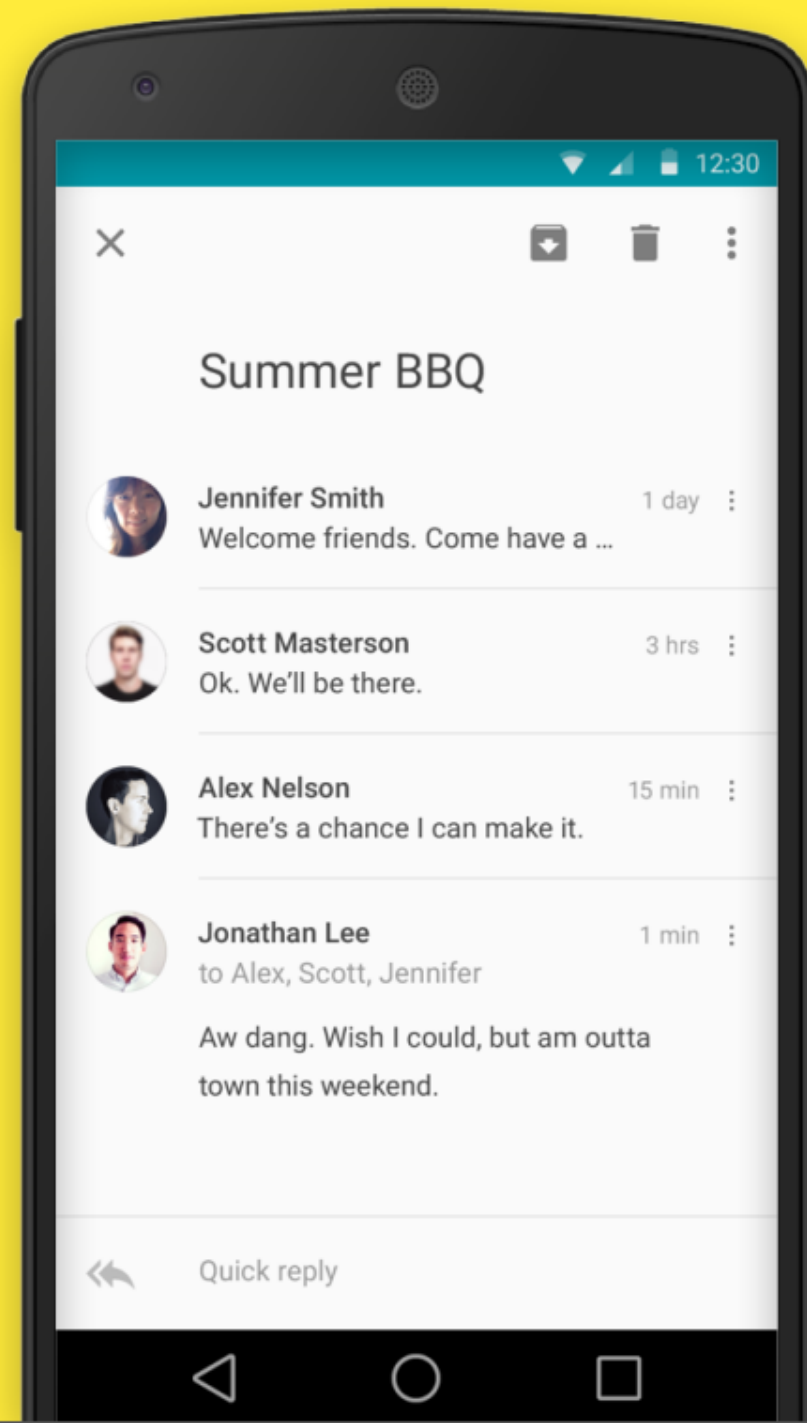 12:30
Summer BBQ
Jennifer Smith 1 day
Welcome friends. Come have a ...
Scott Masterson 3 hrs
Ok. We’ll be there.
Alex Nelson 15 min
There’s a chance I can make it.
Jonathan Lee 1 min
to Alex, Scott, Jennifer
Aw dang. Wish I could, but am outta
town this weekend.
Quick reply